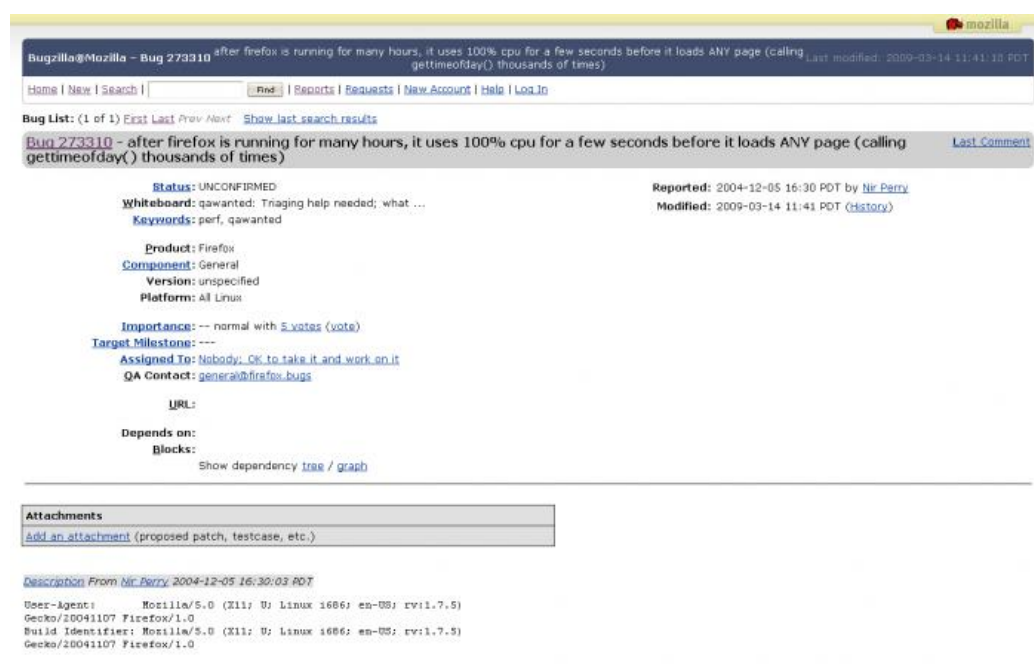 mozilla
Bugzilla@Mozilla – Bug 273310 after firefox is running for many hours, it uses 100% cpu for a few seconds before it loads ANY page (calling gettimeofday() thousands of times) Last modified: 2009-03-14 11:41:10 PDT
Home | New | Search | Find | Reports | Requests | New Account | Help | Log In
Bug List: (1 of 1) First Last Prev Next Show last search results
Bug 273310 - after firefox is running for many hours, it uses 100% cpu for a few seconds before it loads ANY page (calling Last Comment
gettimeofday() thousands of times)
Status: UNCONFIRMED Reported: 2004-12-05 16:30 PDT by Nir Perry
Whiteboard: qawanted: Triaging help needed; what ... Modified: 2009-03-14 11:41 PDT (History)
Keywords: perf, qawanted
Product: Firefox
Component: General
Version: unspecified
Platform: All Linux
Importance: -- normal with 5 votes (vote)
Target Milestone: ---
Assigned To: Nobody; OK to take it and work on it
QA Contact: general@firefox.bugs
URL:
Depends on:
Blocks:
Show dependency tree / graph
Attachments
Add an attachment (proposed patch, testcase, etc.)
Description From Nir Perry 2004-12-05 16:30:03 PDT
User-Agent: Mozilla/5.0 (X11; U; Linux i686; en-US; rv:1.7.5)
Gecko/20041107 Firefox/1.0
Build Identifier: Mozilla/5.0 (X11; U; Linux i686; en-US; rv:1.7.5)
Gecko/20041107 Firefox/1.0